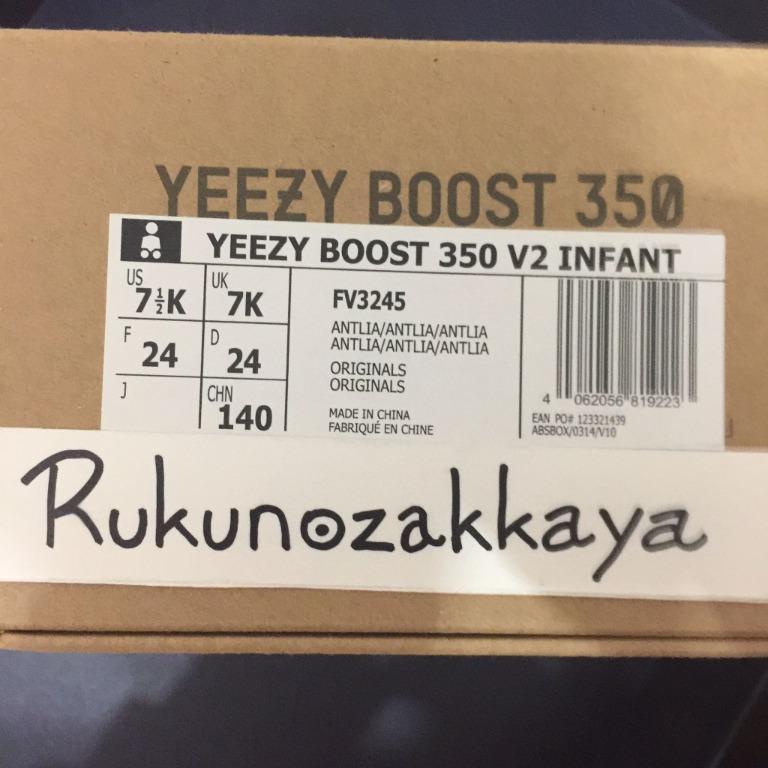 YEEZY BOOST 350
YEEZY BOOST 350 V2 INFANT
US
7½K
UK
7K
F
24
D
24
J
CHN
140
FV3245
ANTLIA/ANTLIA/ANTLIA
ANTLIA/ANTLIA/ANTLIA
ORIGINALS
ORIGINALS
MADE IN CHINA
FABRIQUÉ EN CHINE
4 062056 819223
EAN PO# 123321439
ABSBOX/0314/V10
Rukunozakkaya